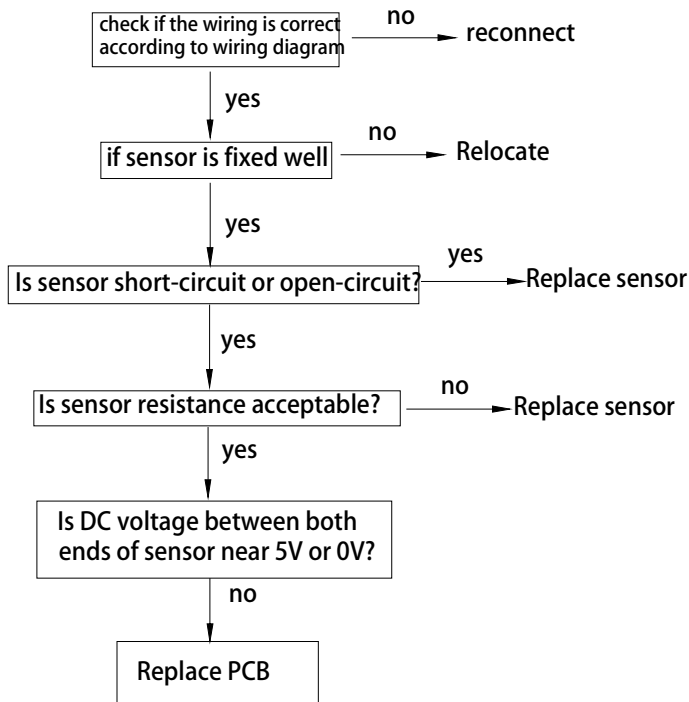 check if the wiring is correct
according to wiring diagram
no
reconnect
yes
if sensor is fixed well
no
Relocate
yes
Is sensor short-circuit or open-circuit?
yes
Replace sensor
yes
Is sensor resistance acceptable?
no
Replace sensor
yes
Is DC voltage between both
ends of sensor near 5V or 0V?
no
Replace PCB